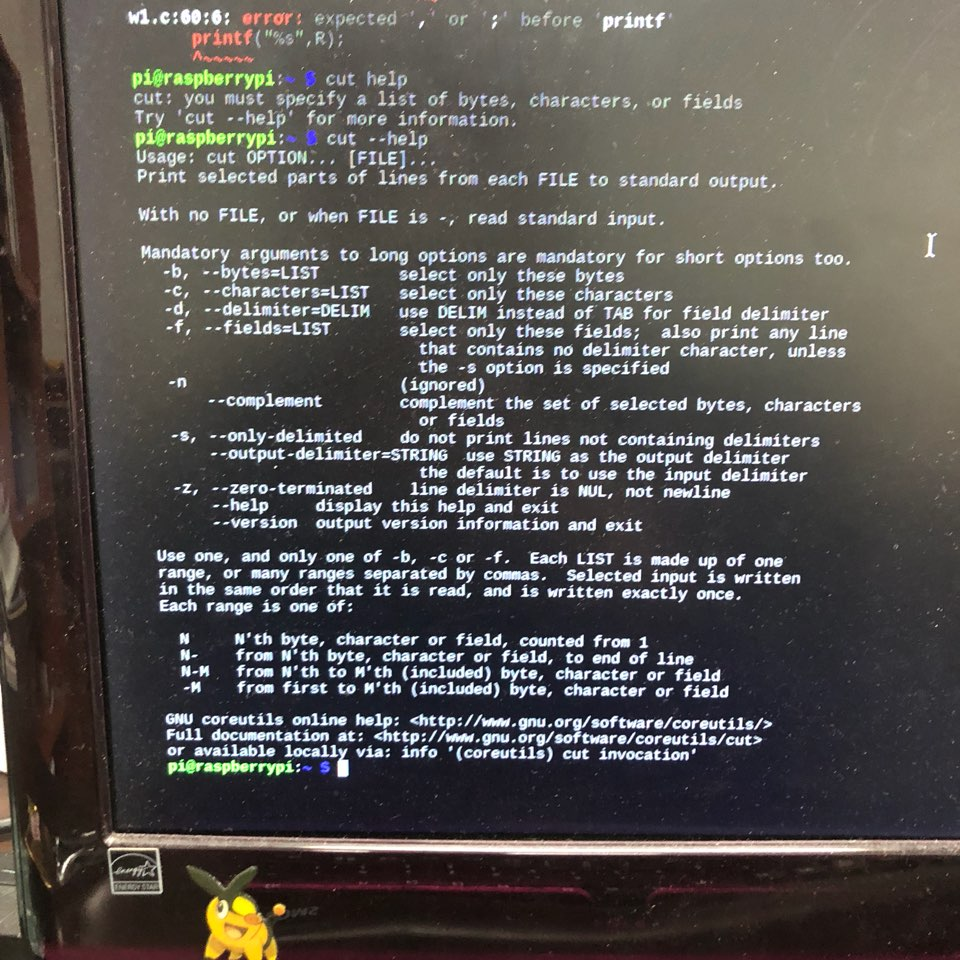 w1.c:60:6: error: expected ',' or ';' before 'printf'
printf("%s",R);
^~~~~~
pi@raspberrypi:~ $ cut help
cut: you must specify a list of bytes, characters, or fields
Try 'cut --help' for more information.
pi@raspberrypi:~ $ cut --help
Usage: cut OPTION... [FILE]...
Print selected parts of lines from each FILE to standard output.
With no FILE, or when FILE is -, read standard input.
Mandatory arguments to long options are mandatory for short options too.
-b, --bytes=LIST select only these bytes
-c, --characters=LIST select only these characters
-d, --delimiter=DELIM use DELIM instead of TAB for field delimiter
-f, --fields=LIST select only these fields; also print any line
that contains no delimiter character, unless
the -s option is specified
-n (ignored)
--complement complement the set of selected bytes, characters
or fields
-s, --only-delimited do not print lines not containing delimiters
--output-delimiter=STRING use STRING as the output delimiter
the default is to use the input delimiter
-z, --zero-terminated line delimiter is NUL, not newline
--help display this help and exit
--version output version information and exit
Use one, and only one of -b, -c or -f. Each LIST is made up of one
range, or many ranges separated by commas. Selected input is written
in the same order that it is read, and is written exactly once.
Each range is one of:
N N'th byte, character or field, counted from 1
N- from N'th byte, character or field, to end of line
N-M from N'th to M'th (included) byte, character or field
-M from first to M'th (included) byte, character or field
GNU coreutils online help: <http://www.gnu.org/software/coreutils/>
Full documentation at: <http://www.gnu.org/software/coreutils/cut>
or available locally via: info '(coreutils) cut invocation'
pi@raspberrypi:~ $
energy
ENERGY STAR